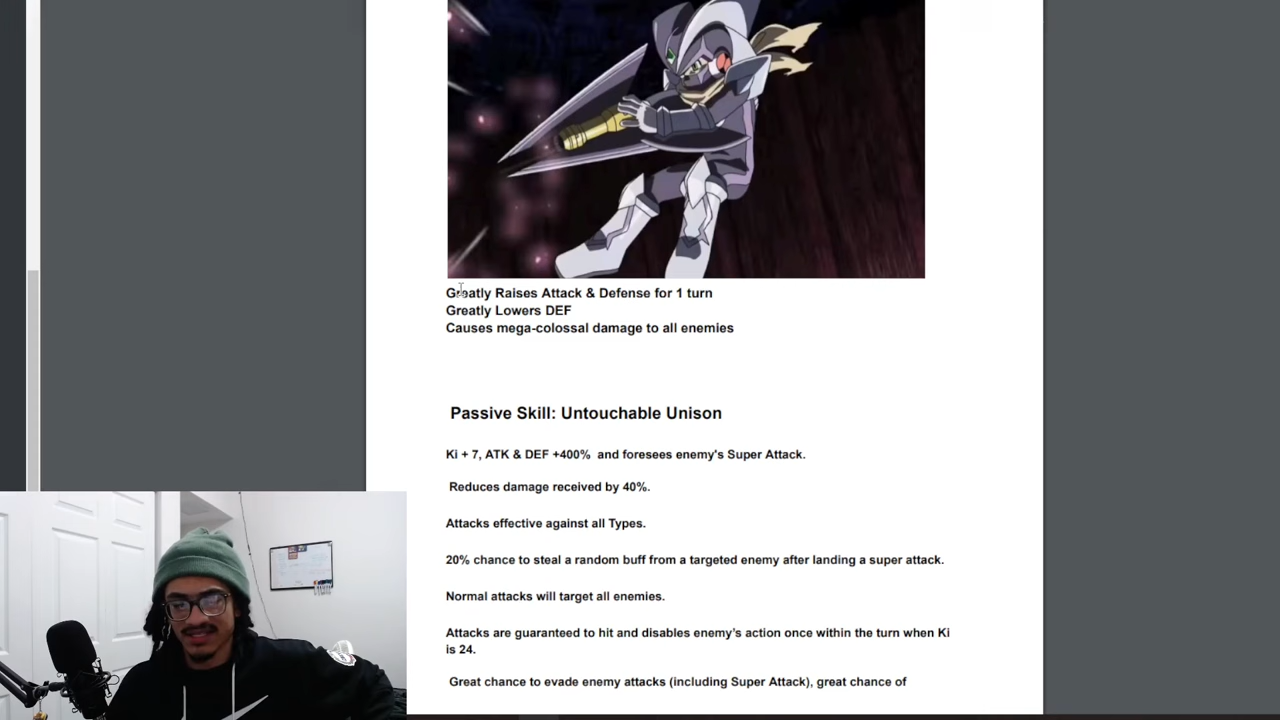 Greatly Raises Attack & Defense for 1 turn
Greatly Lowers DEF
Causes mega-colossal damage to all enemies
Passive Skill: Untouchable Unison
Ki + 7, ATK & DEF +400% and foresees enemy's Super Attack.
Reduces damage received by 40%.
Attacks effective against all Types.
20% chance to steal a random buff from a targeted enemy after landing a super attack.
Normal attacks will target all enemies.
Attacks are guaranteed to hit and disables enemy's action once within the turn when Ki
is 24.
Great chance to evade enemy attacks (including Super Attack), great chance of